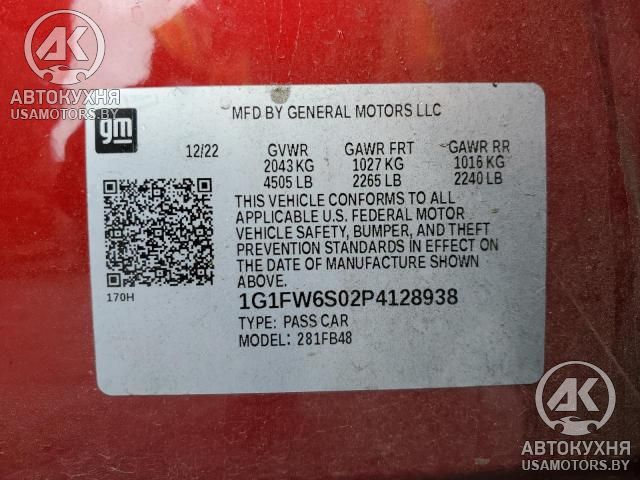 АВТОКУХНЯ
USAMOTORS.BY
gm
MFD BY GENERAL MOTORS LLC
12/22 GVWR GAWR FRT GAWR RR
2043 KG 1027 KG 1016 KG
4505 LB 2265 LB 2240 LB
THIS VEHICLE CONFORMS TO ALL
APPLICABLE U.S. FEDERAL MOTOR
VEHICLE SAFETY, BUMPER, AND THEFT
PREVENTION STANDARDS IN EFFECT ON
THE DATE OF MANUFACTURE SHOWN
ABOVE.
170H
1G1FW6S02P4128938
TYPE: PASS CAR
MODEL: 281FB48
АК
АВТОКУХНЯ
USAMOTORS.BY